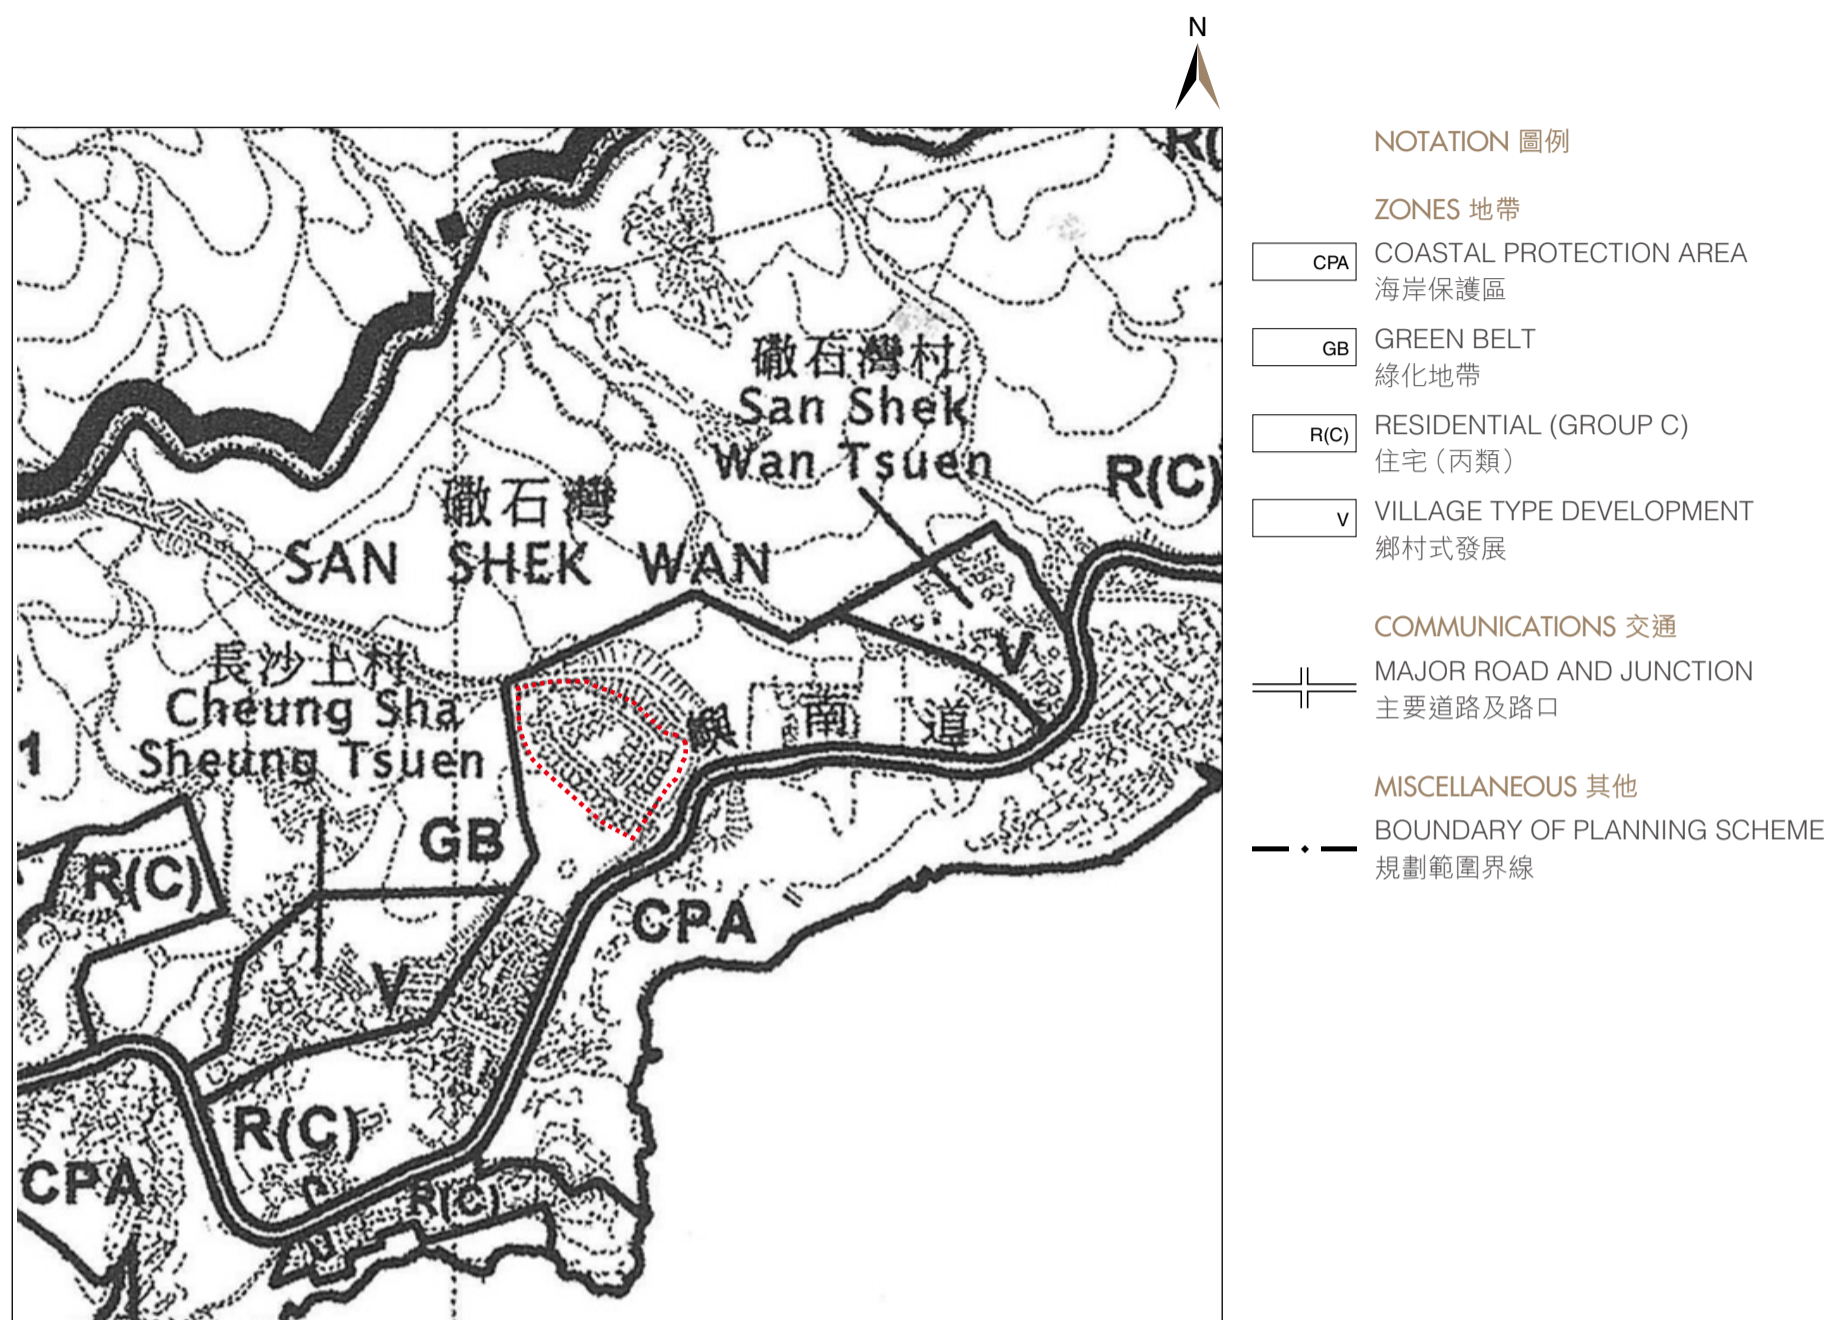 N
R(
礮石灣村
San Shek
Wan Tsuen
R(C)
礮石灣
SAN SHEK WAN
長沙上村
Cheung Sha
Sheung Tsuen
V
嶼南道
1
GB
R(C)
CPA
V
R(C)
CPA
R(C)
NOTATION 圖例
ZONES 地帶
CPA
COASTAL PROTECTION AREA
海岸保護區
GB
GREEN BELT
綠化地帶
R(C)
RESIDENTIAL (GROUP C)
住宅（丙類）
V
VILLAGE TYPE DEVELOPMENT
鄉村式發展
COMMUNICATIONS 交通
MAJOR ROAD AND JUNCTION
主要道路及路口
MISCELLANEOUS 其他
BOUNDARY OF PLANNING SCHEME
規劃範圍界線